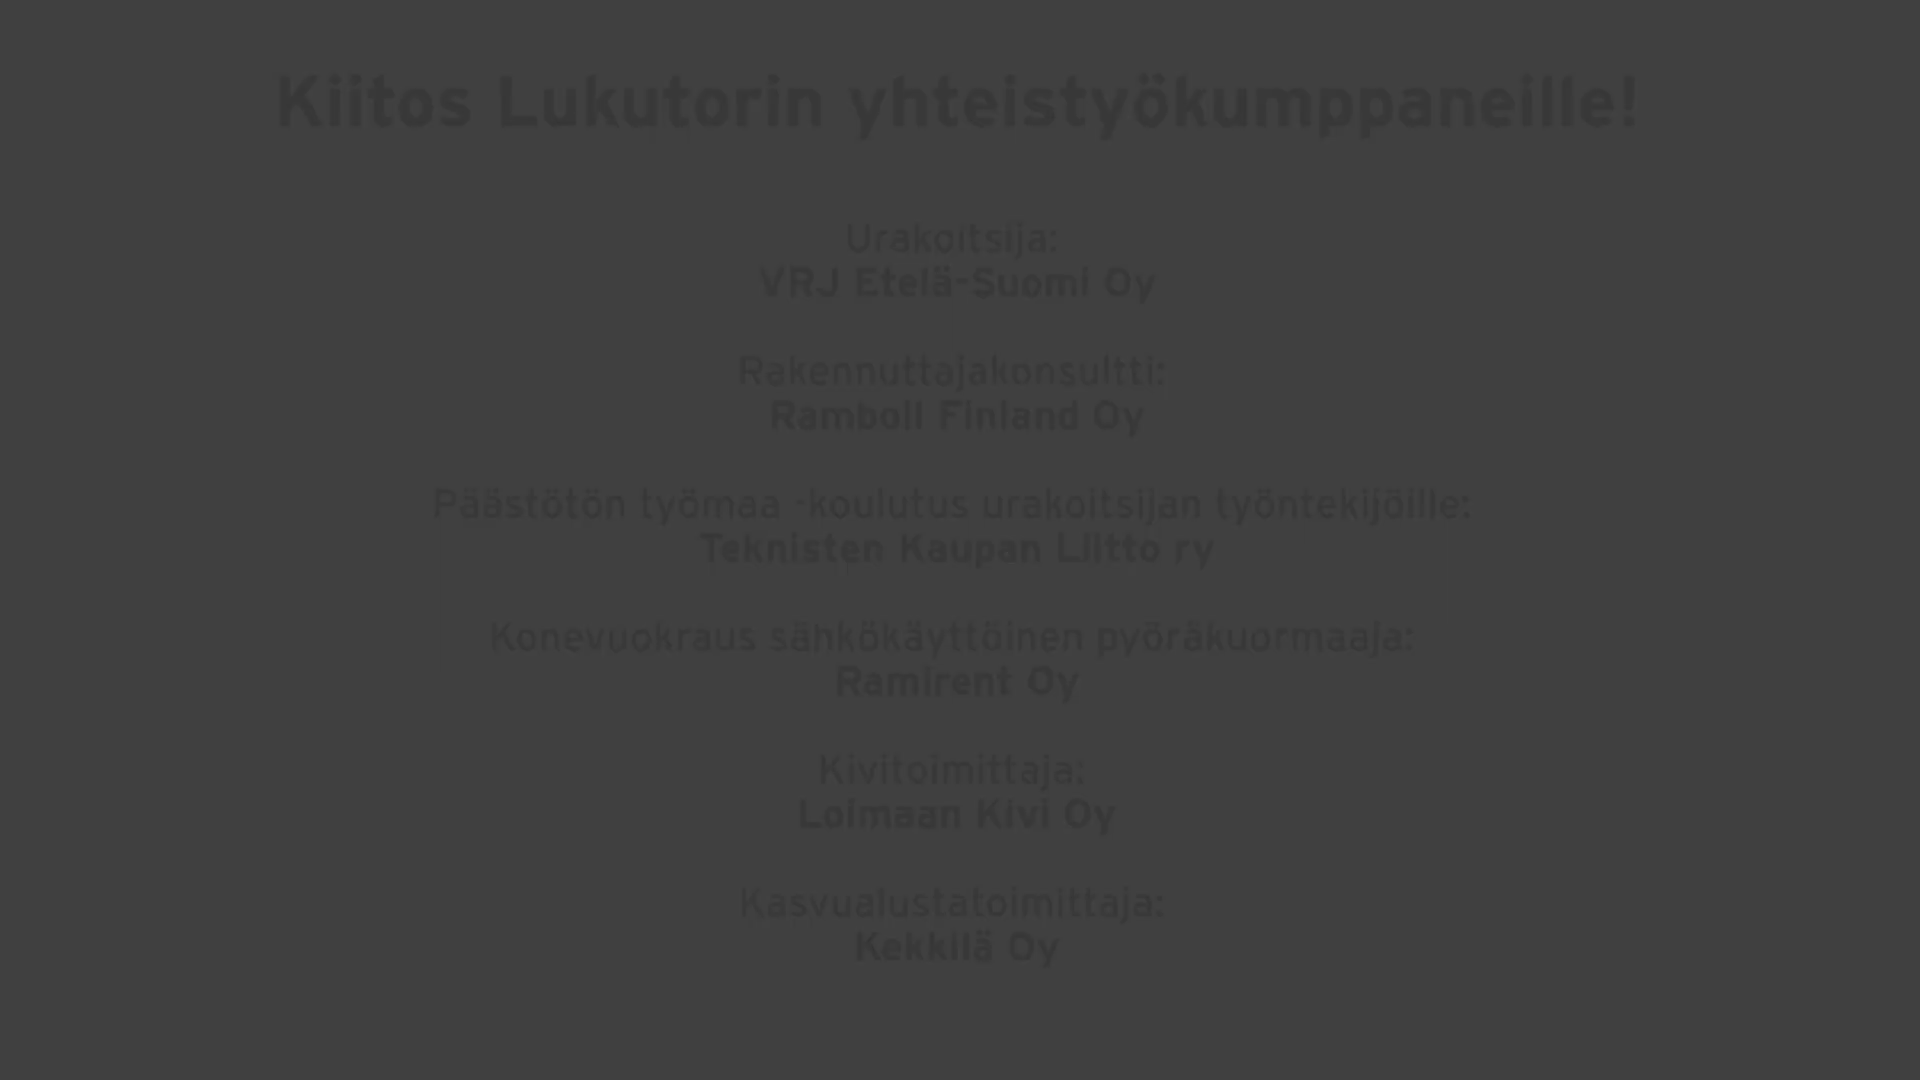 Kiitos Lukutorin yhteistyökumppaneille!
Urakoitsija:
VRJ Etelä-Suomi Oy
Rakennuttajakonsultti:
Ramboll Finland Oy
Päästötön työmaa -koulutus urakoitsijan työntekijöille:
Teknisten Kaupan Liitto ry
Konevuokraus sähkökäyttöinen pyöräkuormaaja:
Ramirent Oy
Kivitoimittaja:
Loimaan Kivi Oy
Kasvualustatoimittaja:
Kekkilä Oy